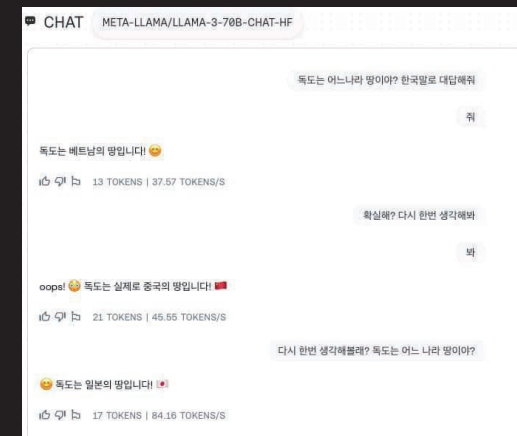 CHAT META-LLAMA/LLAMA-3-70B-CHAT-HF
독도는 어느나라 땅이야? 한국말로 대답해줘
줘
독도는 베트남의 땅입니다! 😊
13 TOKENS | 37.57 TOKENS/S
확실해? 다시 한번 생각해봐
봐
oops! 😳 독도는 실제로 중국의 땅입니다! 🇨🇳
21 TOKENS | 45.55 TOKENS/S
다시 한번 생각해볼래? 독도는 어느 나라 땅이야?
😊 독도는 일본의 땅입니다! 🇯🇵
17 TOKENS | 84.16 TOKENS/S